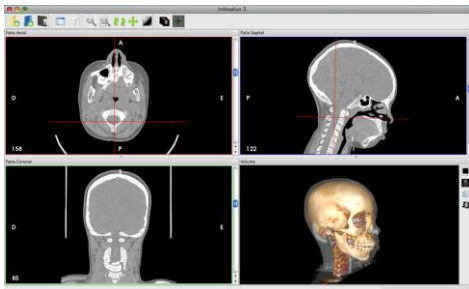 InVesalius 3
Fatia Axial
Fatia Sagital
A
D
E
P
A
P
158
122
Fatia Coronal
Volume
D
E
85